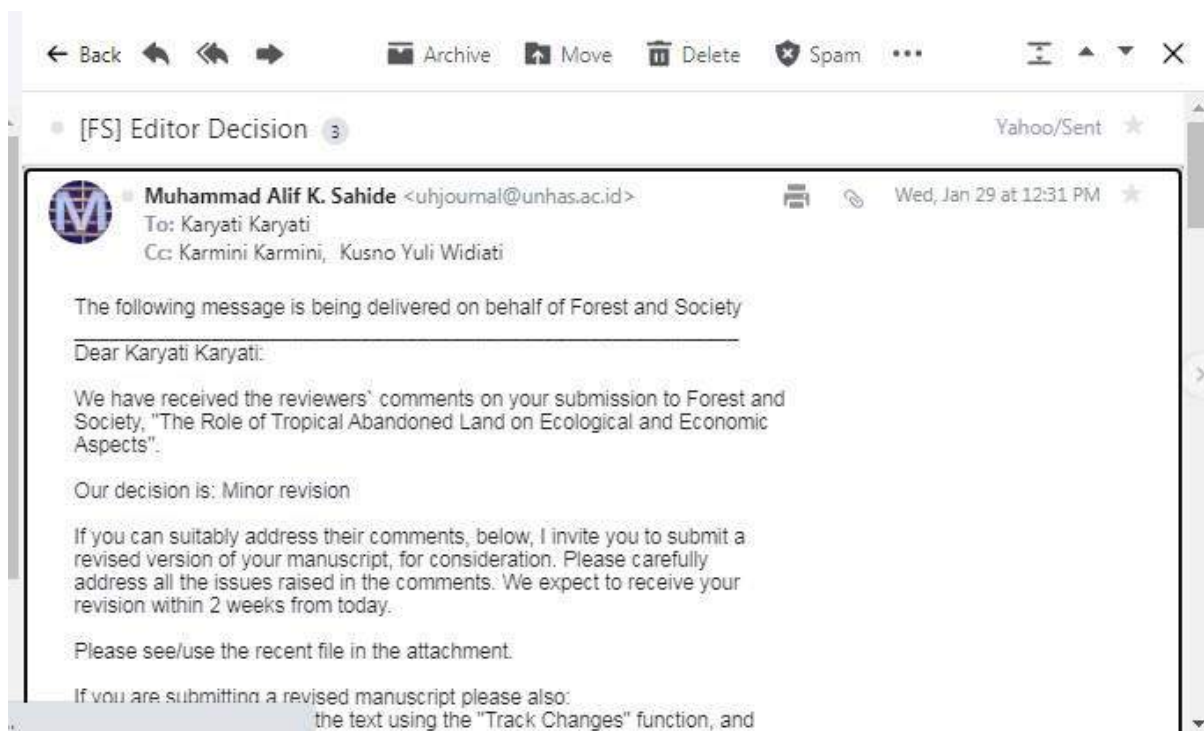 Back Archive Move Delete Spam
[FS] Editor Decision 3 Yahoo/Sent
M Muhammad Alif K. Sahide <uhjournal@unhas.ac.id> Wed, Jan 29 at 12:31 PM
To: Karyati Karyati
Cc: Karmini Karmini, Kusno Yuli Widiati
The following message is being delivered on behalf of Forest and Society
Dear Karyati Karyati:
We have received the reviewers` comments on your submission to Forest and
Society, "The Role of Tropical Abandoned Land on Ecological and Economic
Aspects".
Our decision is: Minor revision
If you can suitably address their comments, below, I invite you to submit a
revised version of your manuscript, for consideration. Please carefully
address all the issues raised in the comments. We expect to receive your
revision within 2 weeks from today.
Please see/use the recent file in the attachment.
If you are submitting a revised manuscript please also:
the text using the "Track Changes" function, and